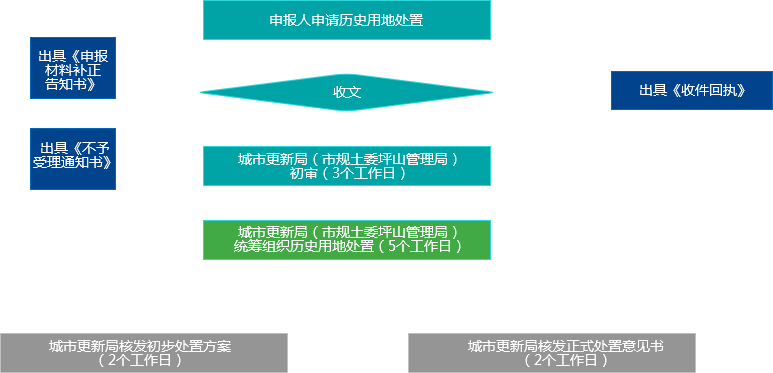 申报人申请历史用地处置
出具《申报
材料补正
告知书》
收文
出具《收件回执》
出具《不予
受理通知书》
城市更新局（市规土委坪山管理局）
初审（3个工作日）
城市更新局（市规土委坪山管理局）
统筹组织历史用地处置（5个工作日）
城市更新局核发初步处置方案
（2个工作日）
城市更新局核发正式处置意见书
（2个工作日）